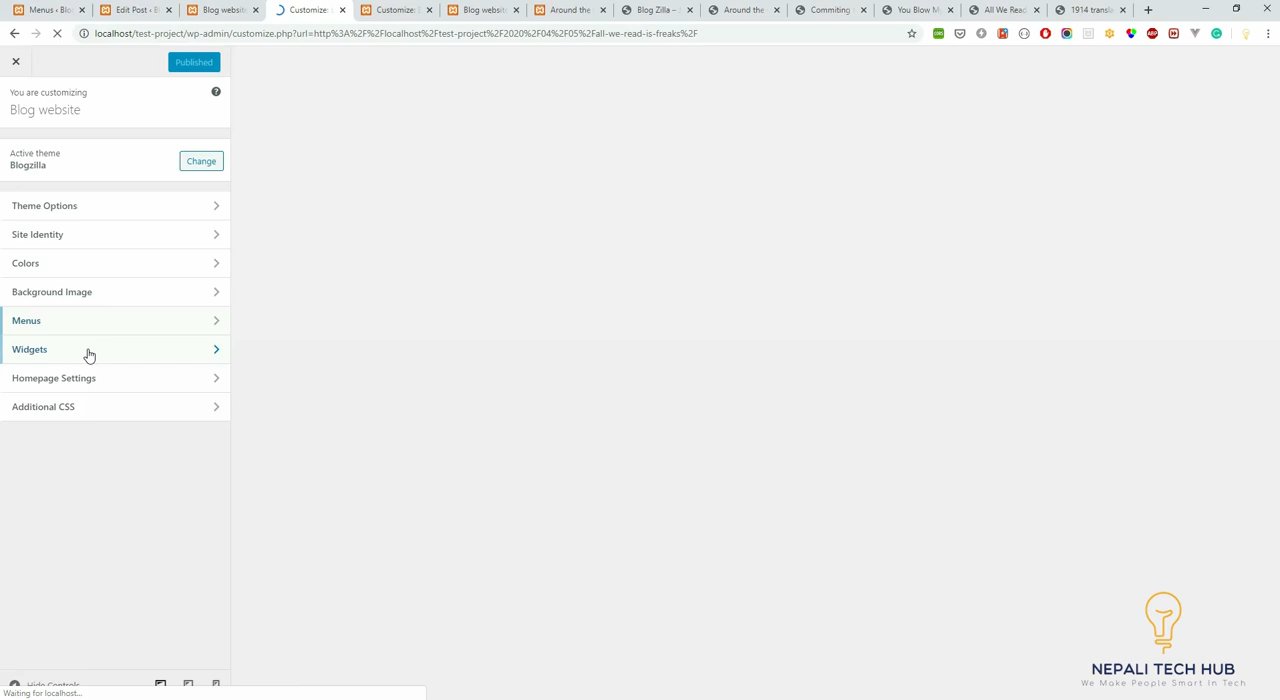 Menus ‹ Blo
Edit Post ‹ B
Blog website
Customize:
Customize:
Blog website
Around the
Blog Zilla –
Around the
Commiting
You Blow M
All We Read
1914 transla
localhost/test-project/wp-admin/customize.php?url=http%3A%2F%2Flocalhost%2Ftest-project%2F2020%2F04%2F05%2Fall-we-read-is-freaks%2F
Published
You are customizing
Blog website
Active theme
Blogzilla
Change
Theme Options
Site Identity
Colors
Background Image
Menus
Widgets
Homepage Settings
Additional CSS
Hide Controls
Waiting for localhost...
NEPALI TECH HUB
We Make People Smart In Tech